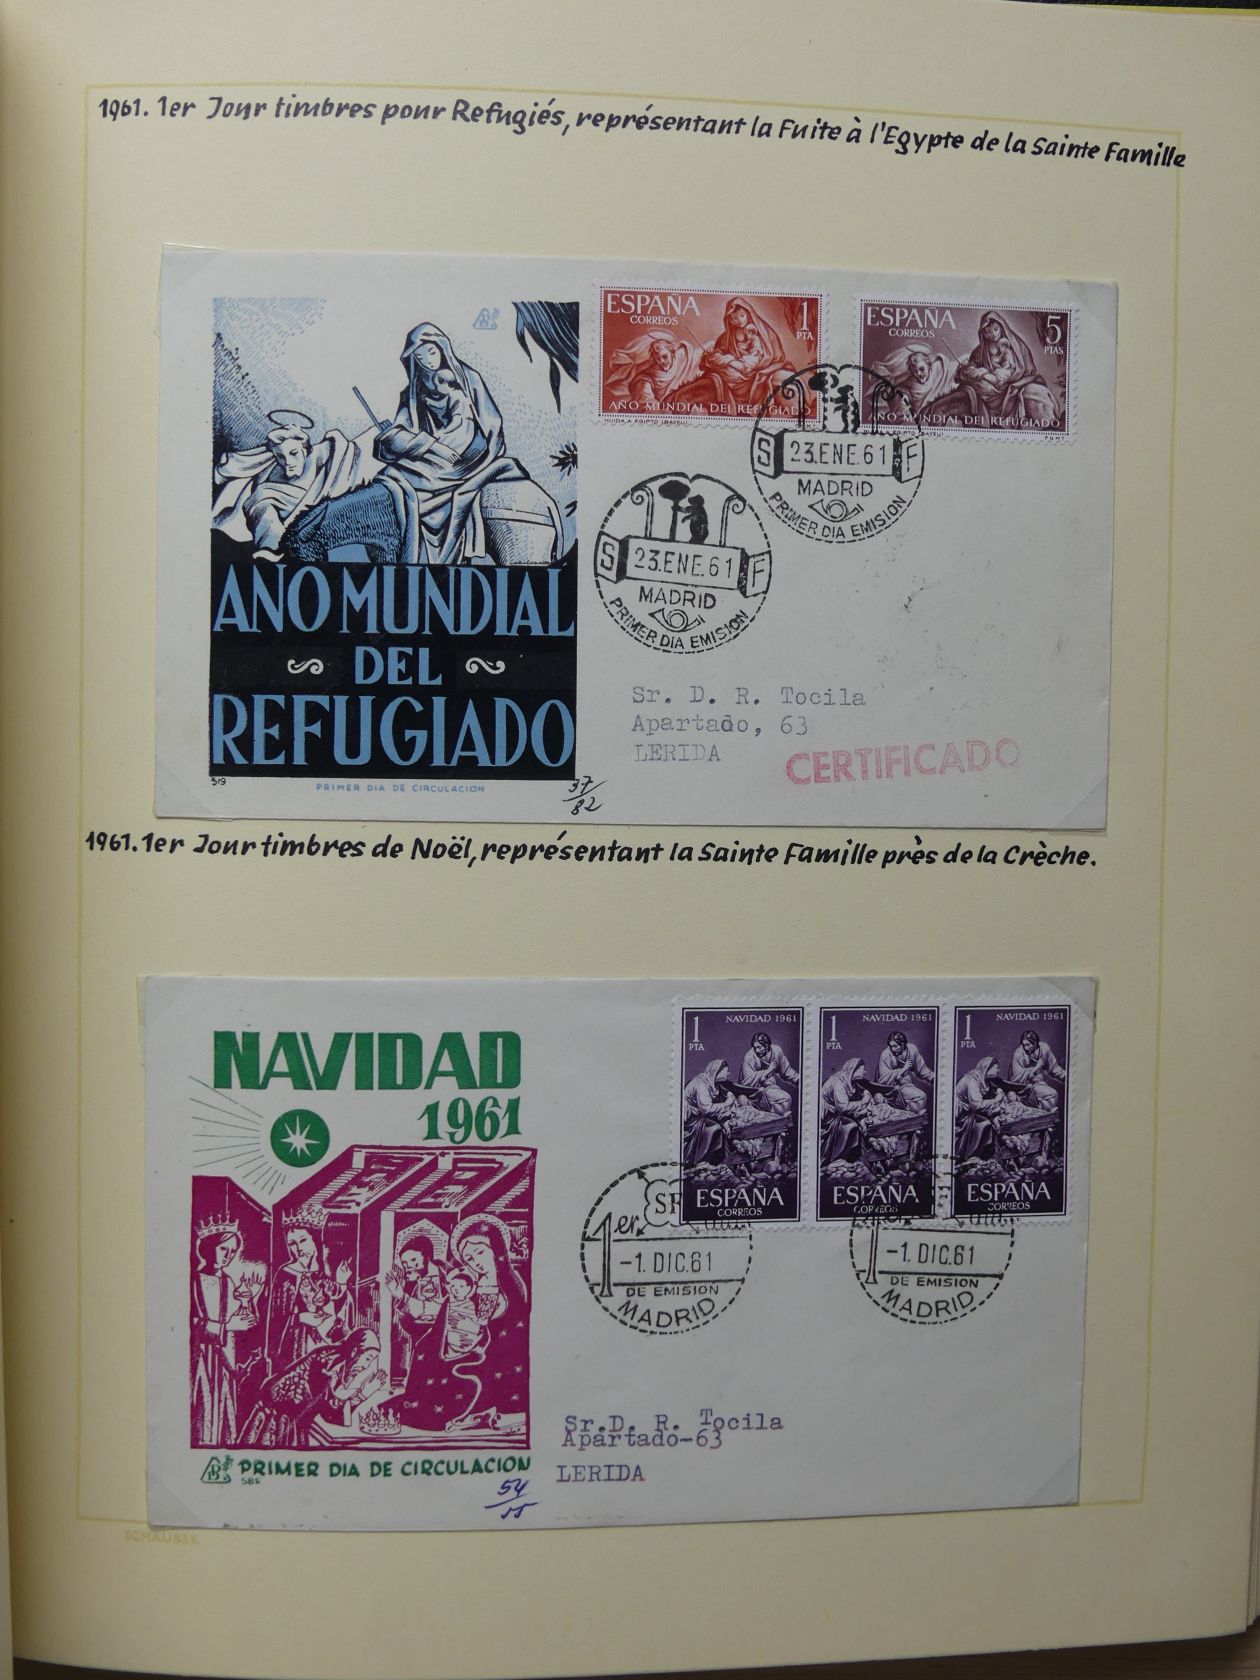 1961. 1er Jour timbres pour Refugiés, représentant la Fuite à l'Egypte de la Sainte Famille
ESPAÑA
CORREOS
1
PTA
AÑO MUNDIAL DEL REFUGIADO
HUIDA A EGIPTO (BAYEU)
ESPAÑA
CORREOS
5
PTAS
AÑO MUNDIAL DEL REFUGIADO
F.N.M.T.
S 23.ENE.61 F
MADRID
PRIMER DIA EMISION
S 23.ENE.61 F
MADRID
PRIMER DIA EMISION
AÑO MUNDIAL
DEL
REFUGIADO
519
PRIMER DIA DE CIRCULACION
37
82
Sr. D. R. Tocila
Apartado, 63
LERIDA
CERTIFICADO
1961. 1er Jour timbres de Noël, représentant la Sainte Famille près de la Crèche.
NAVIDAD
1961
1
PTA
NAVIDAD 1961
ESPAÑA
CORREOS
1
PTA
NAVIDAD 1961
ESPAÑA
CORREOS
1
PTA
NAVIDAD 1961
ESPAÑA
CORREOS
SF
1er
-1. DIC.61
DE EMISION
MADRID
-1. DIC.61
DE EMISION
MADRID
PRIMER DIA DE CIRCULACION
54
Sr.D. R. Tocila
Apartado-63
LERIDA
SCHAUBEK